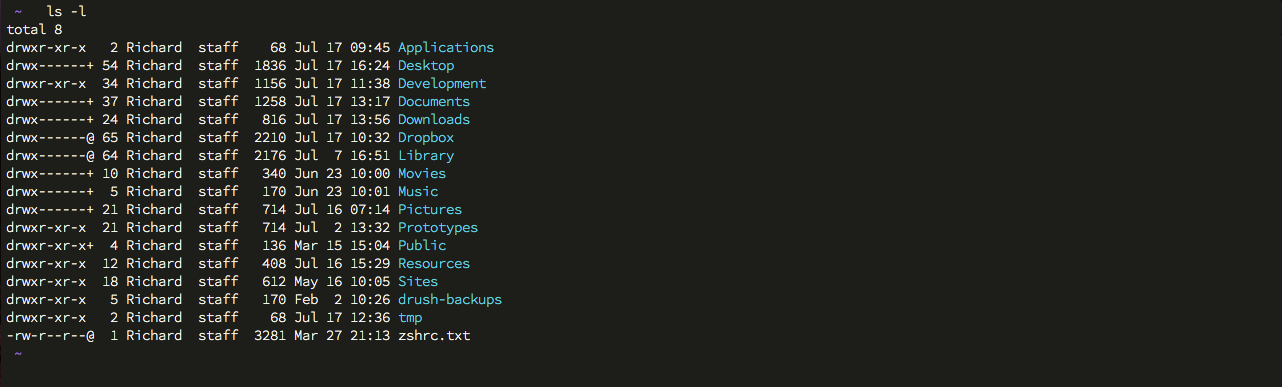 ~   ls -l
total 8
drwxr-xr-x   2 Richard  staff    68 Jul 17 09:45 Applications
drwx------+ 54 Richard  staff  1836 Jul 17 16:24 Desktop
drwxr-xr-x  34 Richard  staff  1156 Jul 17 11:38 Development
drwx------+ 37 Richard  staff  1258 Jul 17 13:17 Documents
drwx------+ 24 Richard  staff   816 Jul 17 13:56 Downloads
drwx------@ 65 Richard  staff  2210 Jul 17 10:32 Dropbox
drwx------@ 64 Richard  staff  2176 Jul  7 16:51 Library
drwx------+ 10 Richard  staff   340 Jun 23 10:00 Movies
drwx------+  5 Richard  staff   170 Jun 23 10:01 Music
drwx------+ 21 Richard  staff   714 Jul 16 07:14 Pictures
drwxr-xr-x  21 Richard  staff   714 Jul  2 13:32 Prototypes
drwxr-xr-x+  4 Richard  staff   136 Mar 15 15:04 Public
drwxr-xr-x  12 Richard  staff   408 Jul 16 15:29 Resources
drwxr-xr-x  18 Richard  staff   612 May 16 10:05 Sites
drwxr-xr-x   5 Richard  staff   170 Feb  2 10:26 drush-backups
drwxr-xr-x   2 Richard  staff    68 Jul 17 12:36 tmp
-rw-r--r--@  1 Richard  staff  3281 Mar 27 21:13 zshrc.txt
~